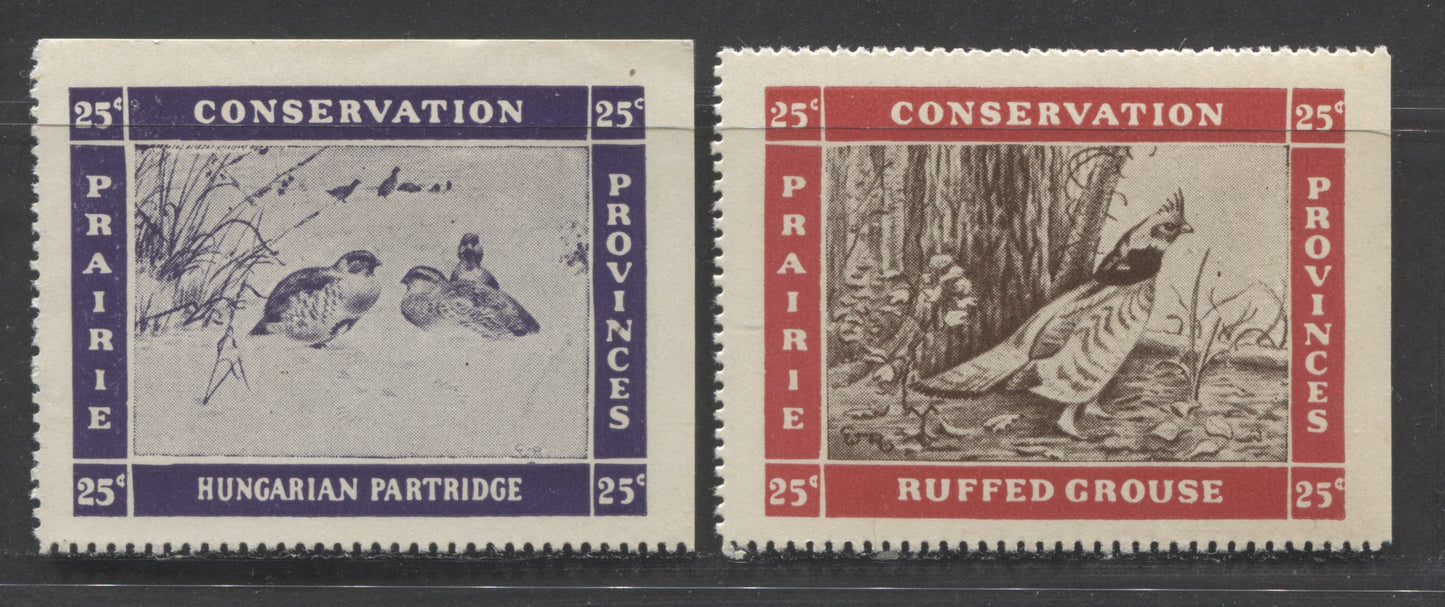 25¢ CONSERVATION 25¢
PRAIRIE
PROVINCES
25¢ HUNGARIAN PARTRIDGE 25¢
25¢ CONSERVATION 25¢
PRAIRIE
PROVINCES
25¢ RUFFED GROUSE 25¢